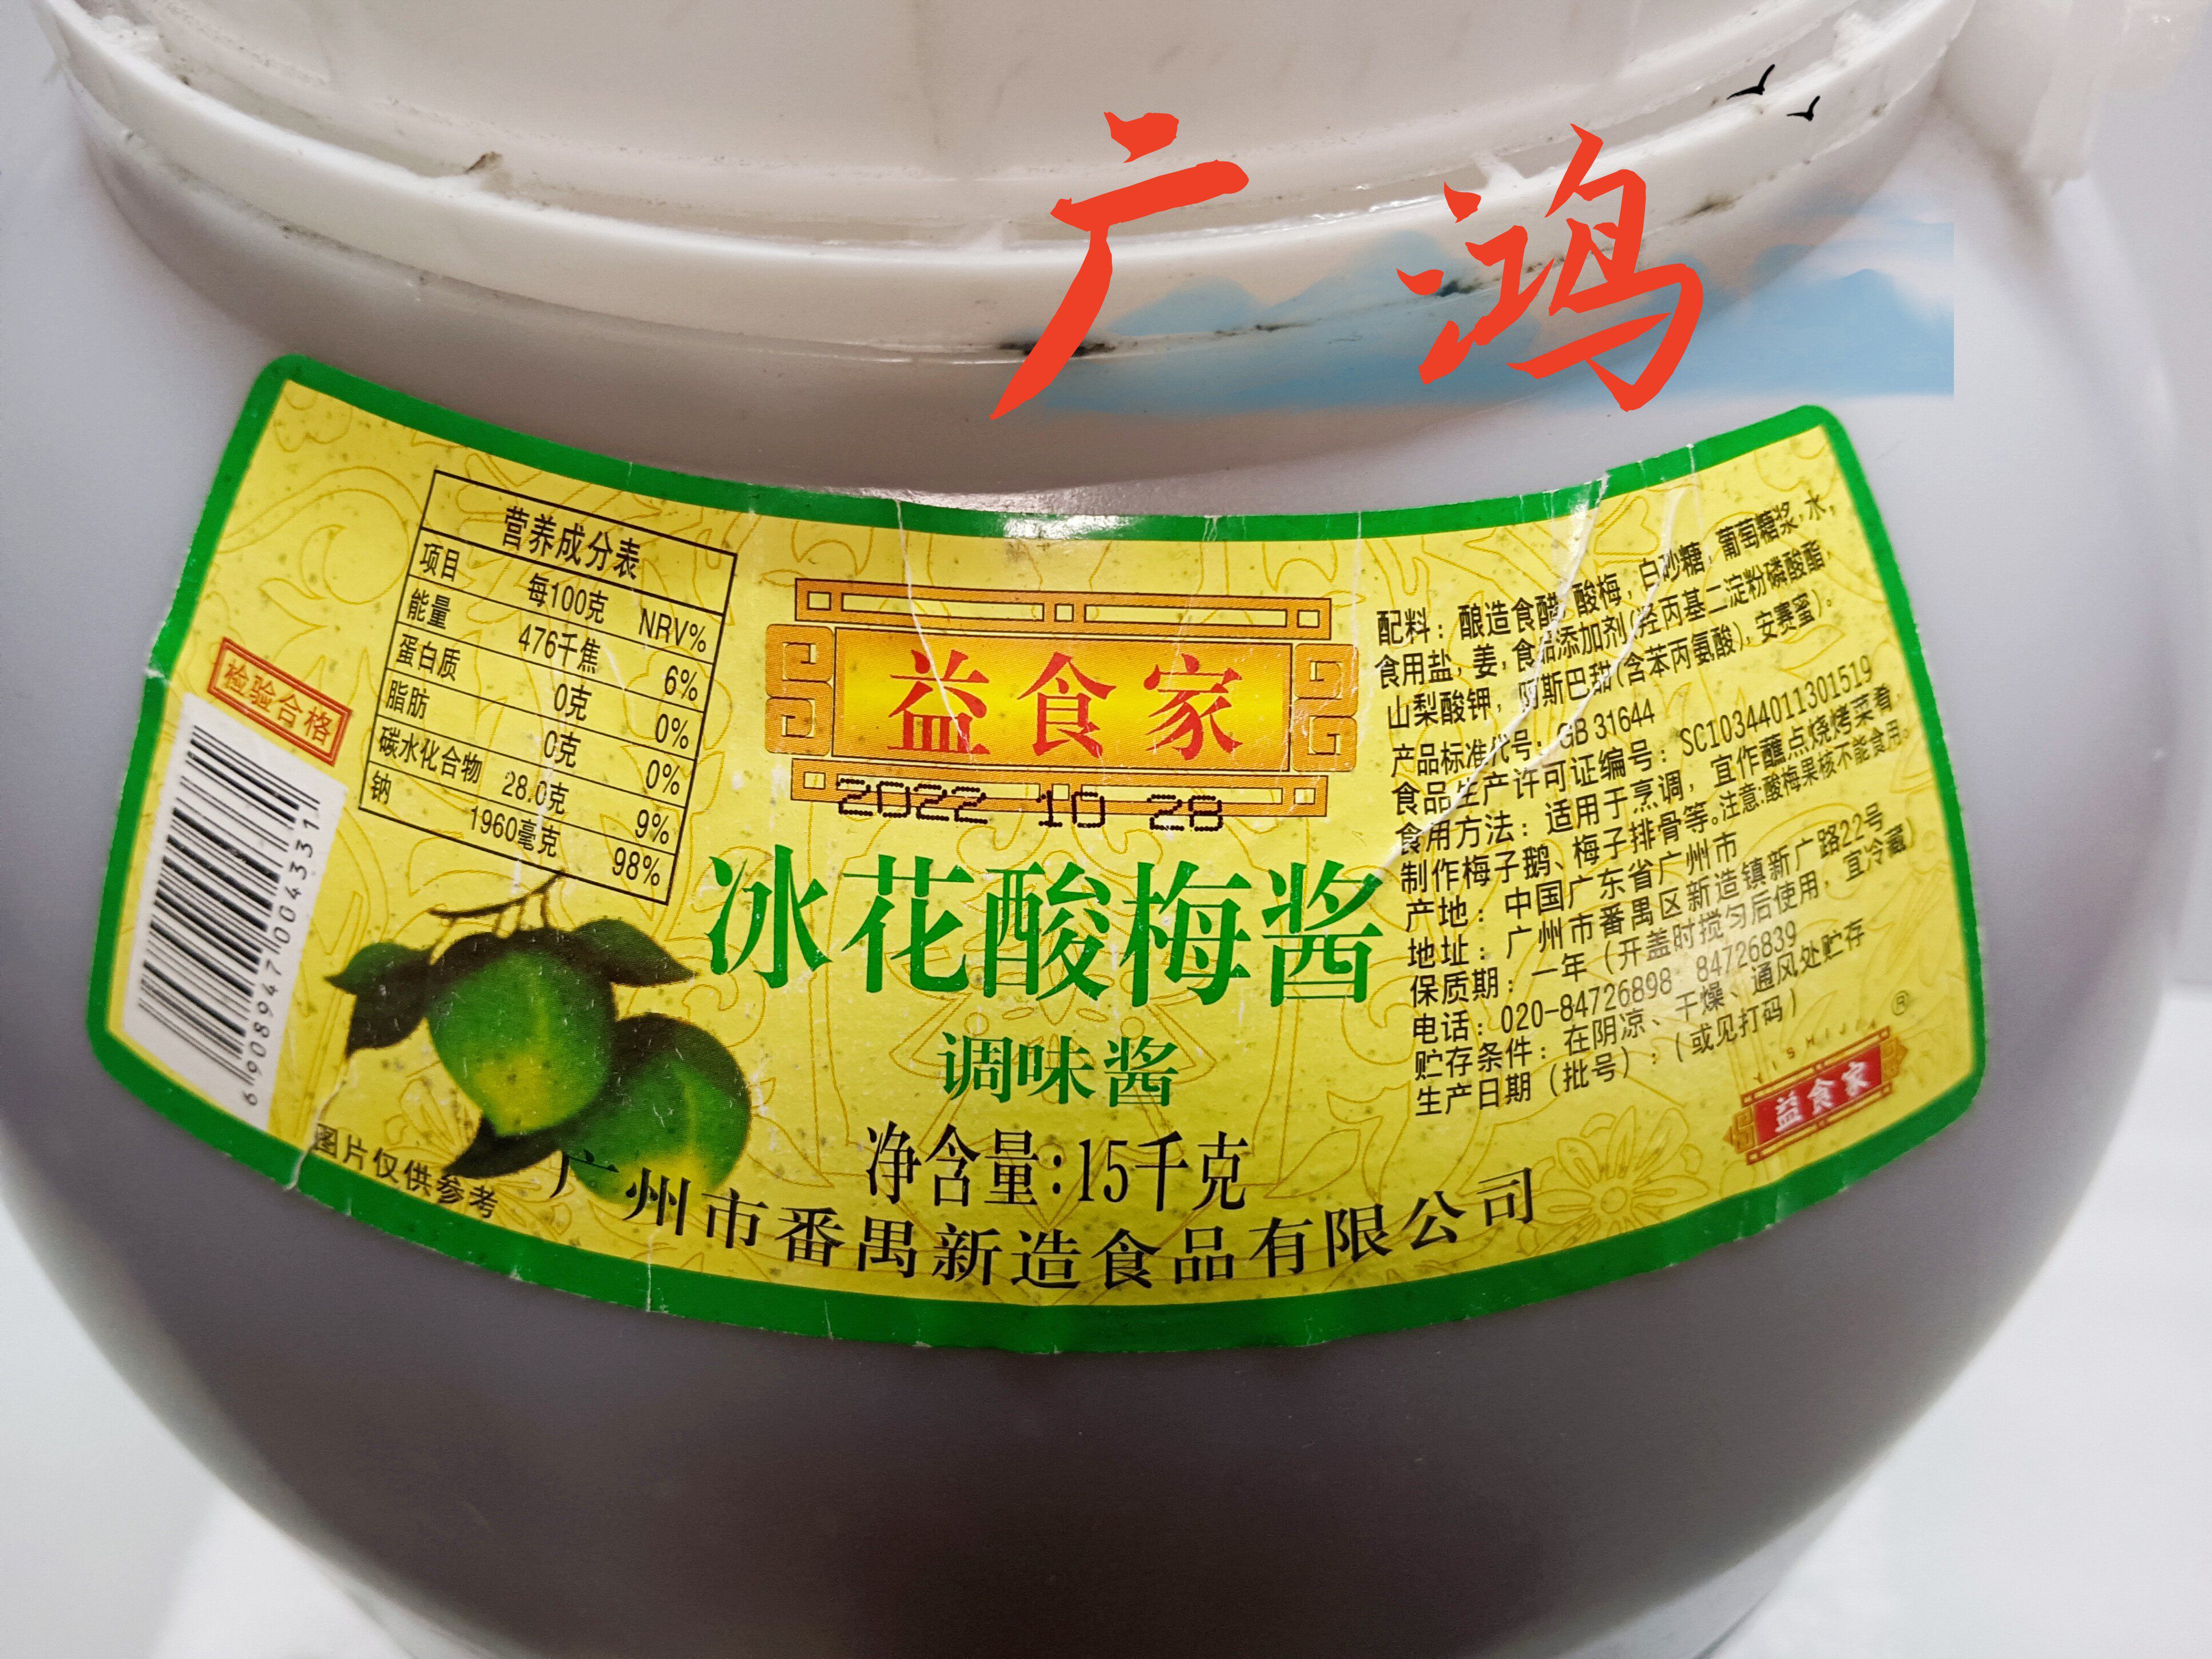 广鸿
营养成分表
项目 每100克 NRV%
能量 476千焦 6%
蛋白质 0克 0%
脂肪 0克 0%
碳水化合物 28.0克 9%
钠 1960毫克 98%
检验合格
6908947004331
图片仅供参考
益食家
2022 10 28
冰花酸梅酱
调味酱
净含量:15千克
广州市番禺新造食品有限公司
配料：酿造食醋,酸梅,白砂糖,葡萄糖浆,水,
食用盐,姜,食品添加剂(羟丙基二淀粉磷酸酯,
山梨酸钾,阿斯巴甜(含苯丙氨酸),安赛蜜)。
产品标准代号：GB 31644
食品生产许可证编号：SC10344011301519
食用方法：适用于烹调，宜作蘸点烧烤菜肴,
制作梅子鹅、梅子排骨等。注意:酸梅果核不能食用。
产地：中国广东省广州市
地址：广州市番禺区新造镇新广路22号
保质期：一年（开盖时搅匀后使用，宜冷藏）
电话：020-84726898 84726839
贮存条件：在阴凉、干燥、通风处贮存
生产日期（批号）：（或见打码）
YISHIJIA ®
益食家